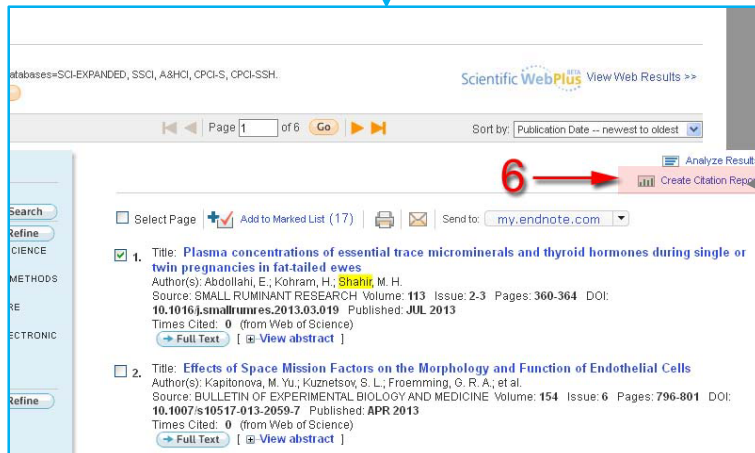 atabases=SCI-EXPANDED, SSCI, A&HCI, CPCI-S, CPCI-SSH.
Scientific WebPlus BETA View Web Results >>
Page 1 of 6 Go
Sort by: Publication Date -- newest to oldest
Analyze Results
6
Create Citation Repo
Search
Refine
CIENCE
METHODS
RE
ECTRONIC
Refine
Select Page Add to Marked List (17) Send to: my.endnote.com
1. Title: Plasma concentrations of essential trace microminerals and thyroid hormones during single or
twin pregnancies in fat-tailed ewes
Author(s): Abdollahi, E.; Kohram, H.; Shahir, M. H.
Source: SMALL RUMINANT RESEARCH Volume: 113 Issue: 2-3 Pages: 360-364 DOI:
10.1016/j.smallrumres.2013.03.019 Published: JUL 2013
Times Cited: 0 (from Web of Science)
Full Text [ View abstract ]
2. Title: Effects of Space Mission Factors on the Morphology and Function of Endothelial Cells
Author(s): Kapitonova, M. Yu.; Kuznetsov, S. L.; Froemming, G. R. A.; et al.
Source: BULLETIN OF EXPERIMENTAL BIOLOGY AND MEDICINE Volume: 154 Issue: 6 Pages: 796-801 DOI:
10.1007/s10517-013-2059-7 Published: APR 2013
Times Cited: 0 (from Web of Science)
Full Text [ View abstract ]